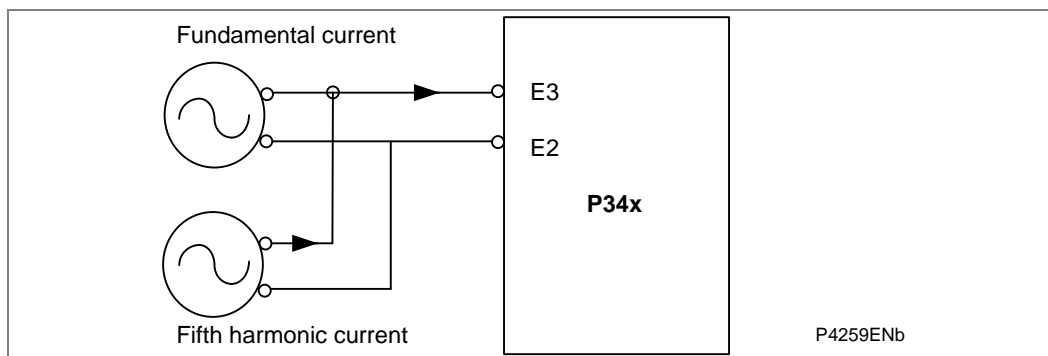 Fundamental current
E3
E2
P34x
Fifth harmonic current
P4259ENb